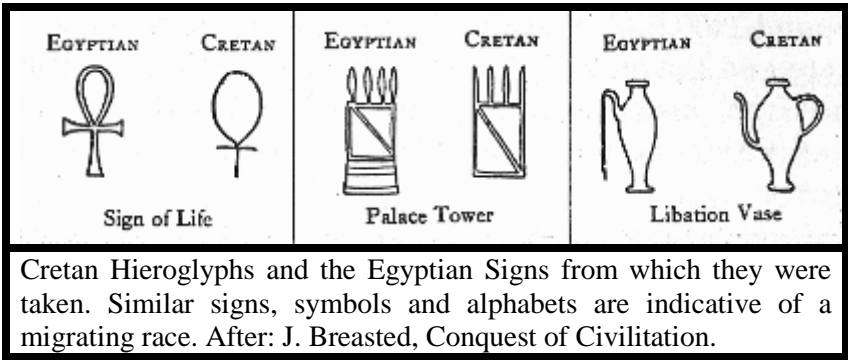 EGYPTIAN CRETAN EGYPTIAN CRETAN EGYPTIAN CRETAN
Sign of Life Palace Tower Libation Vase
Cretan Hieroglyphs and the Egyptian Signs from which they were
taken. Similar signs, symbols and alphabets are indicative of a
migrating race. After: J. Breasted, Conquest of Civilitation.